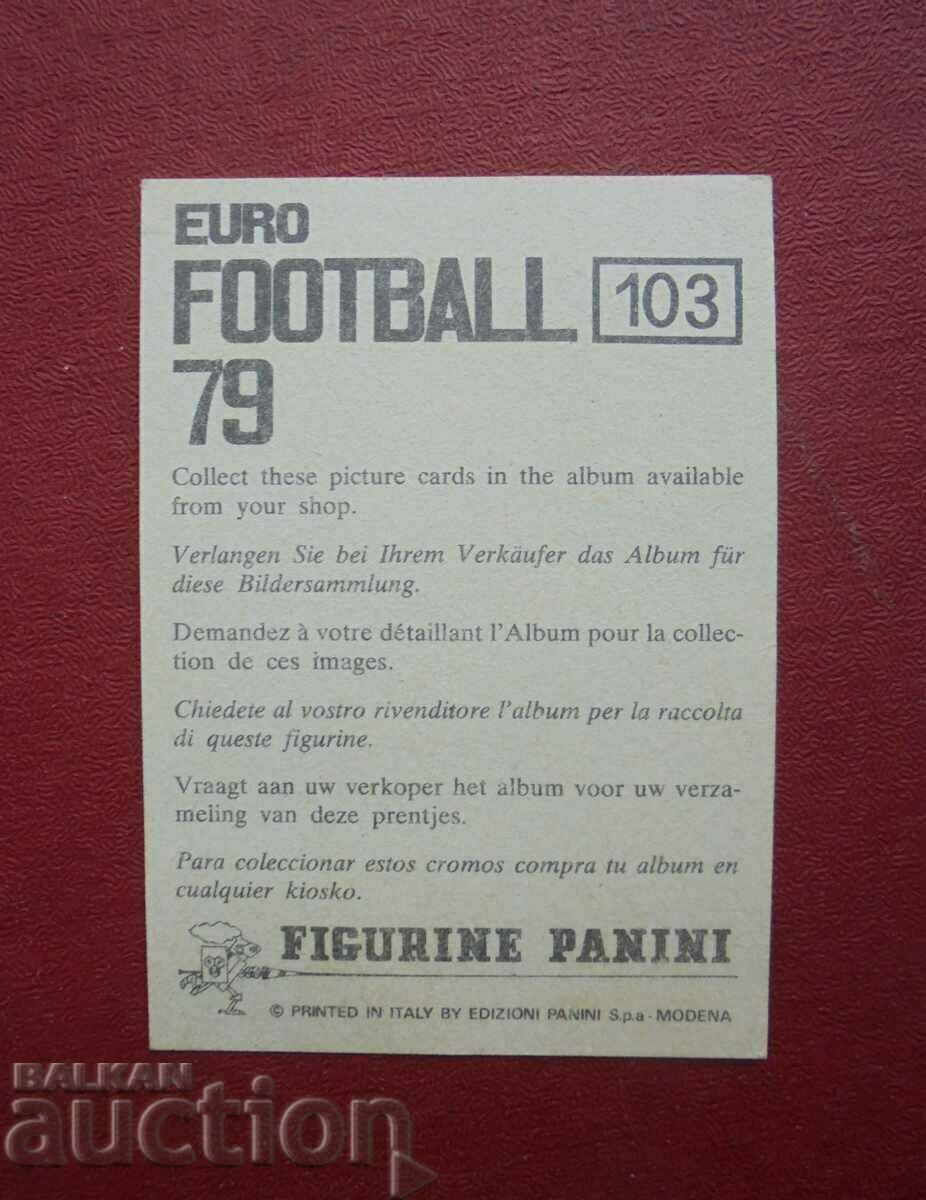 EURO
FOOTBALL 103
79
Collect these picture cards in the album available
from your shop.
Verlangen Sie bei Ihrem Verkäufer das Album für
diese Bildersammlung.
Demandez à votre détaillant l'Album pour la collec-
tion de ces images.
Chiedete al vostro rivenditore l'album per la raccolta
di queste figurine.
Vraagt aan uw verkoper het album voor uw verza-
meling van deze prentjes.
Para coleccionar estos cromos compra tu album en
cualquier kiosko.
FIGURINE PANINI
© PRINTED IN ITALY BY EDIZIONI PANINI S.p.a - MODENA
BALKAN
auction